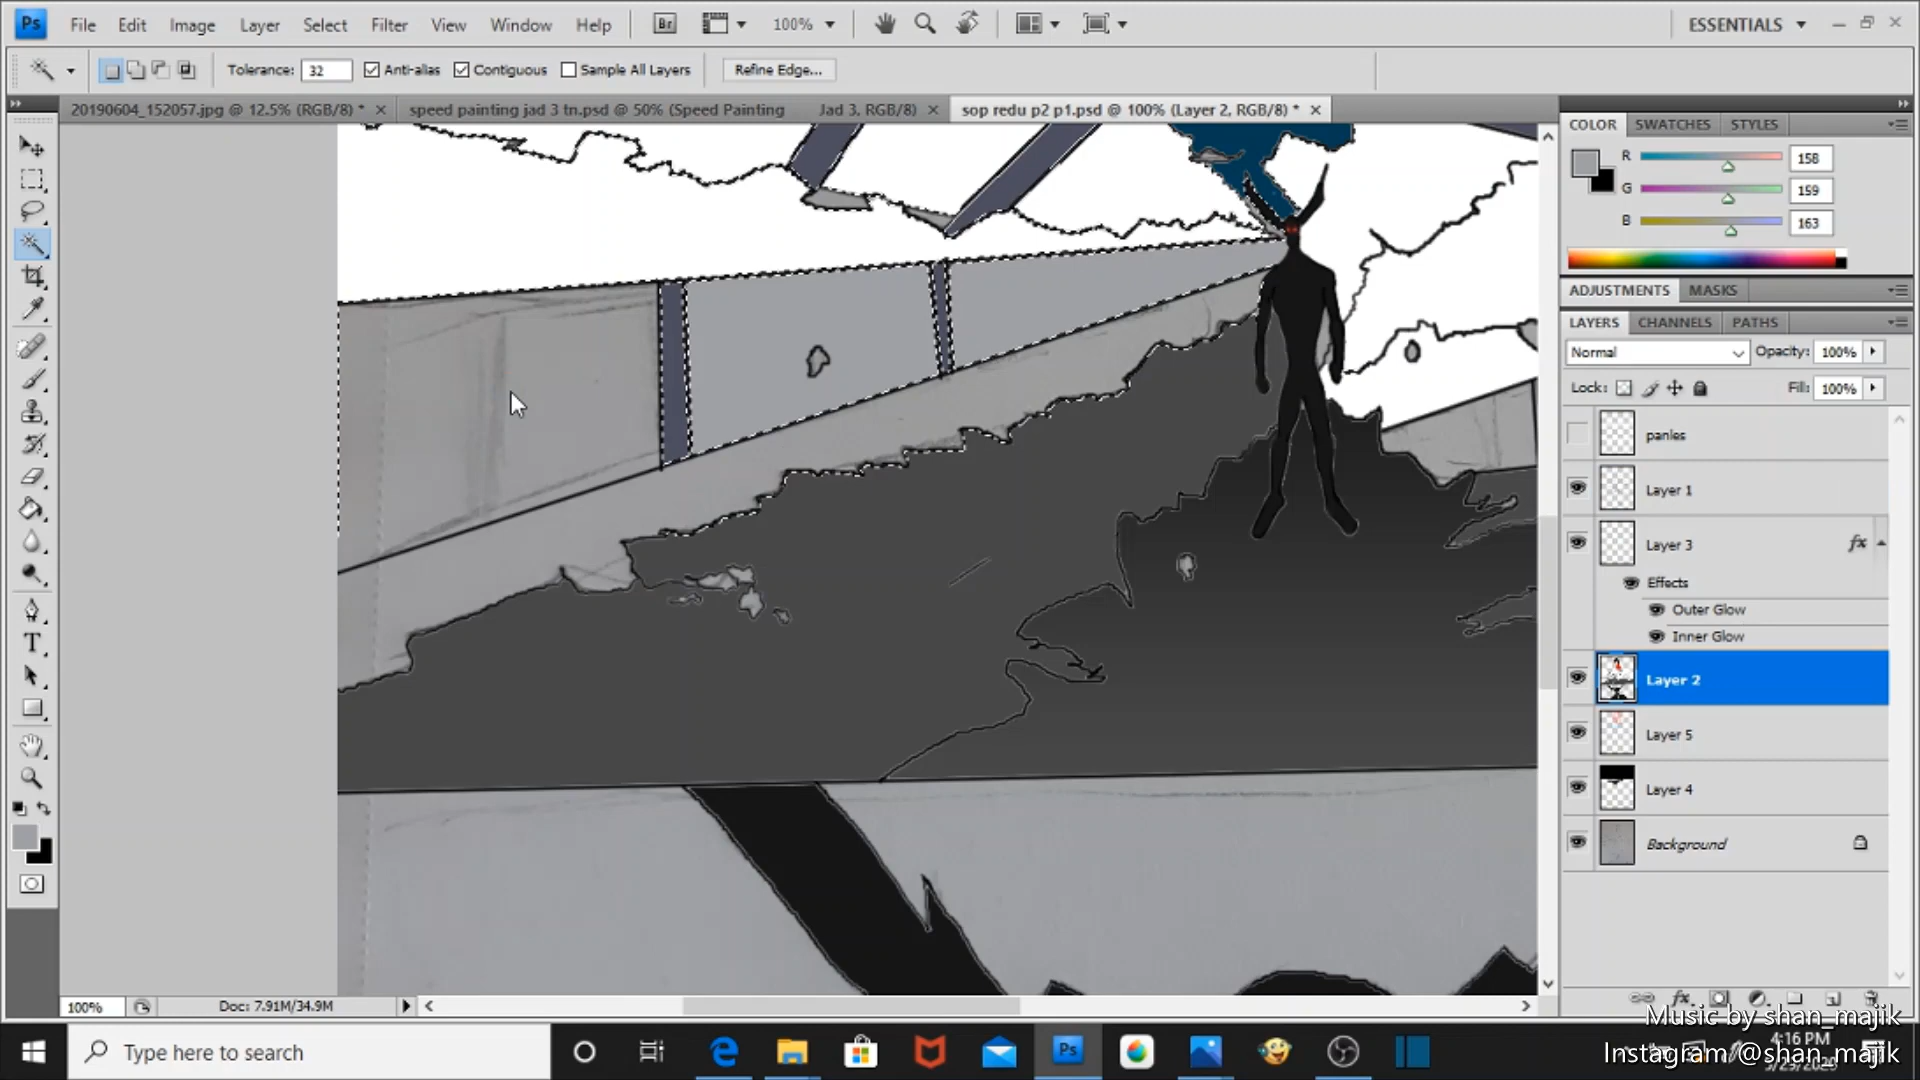 Ps File Edit Image Layer Select Filter View Window Help Br 100% ESSENTIALS
Tolerance: 32 Anti-alias Contiguous Sample All Layers Refine Edge...
20190604_152057.jpg @ 12.5% (RGB/8) * speed painting jad 3 tn.psd @ 50% (Speed Painting Jad 3, RGB/8) sop redu p2 p1.psd @ 100% (Layer 2, RGB/8) *
COLOR SWATCHES STYLES
R 158
G 159
B 163
ADJUSTMENTS MASKS
LAYERS CHANNELS PATHS
Normal Opacity: 100%
Lock: Fill: 100%
panles
Layer 1
Layer 3 fx
Effects
Outer Glow
Inner Glow
Layer 2
Layer 5
Layer 4
Background
T
100% Doc: 7.91M/34.9M
fx
Music by shan_majik
Type here to search Ps 4:16 PM
Instagram/@shan_majik